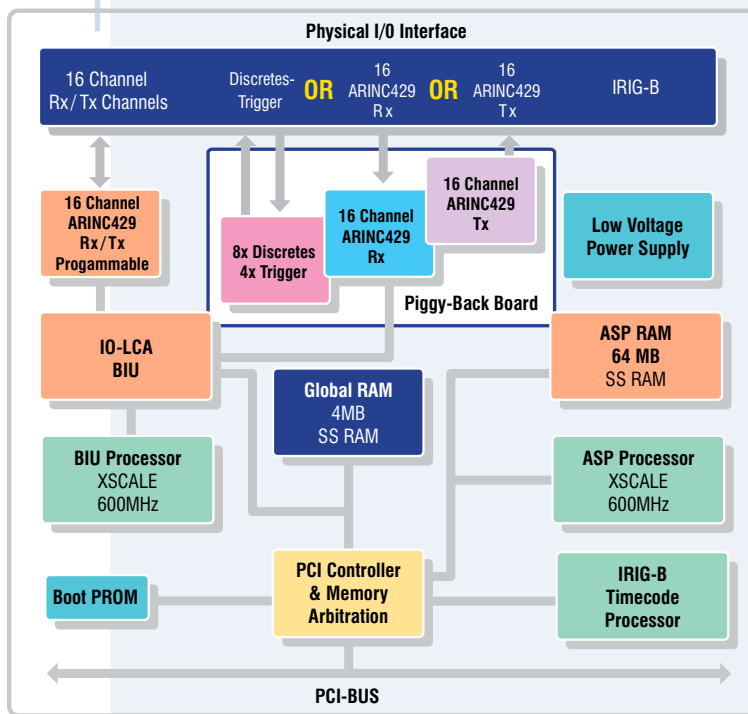 Physical I/O Interface
16 Channel
Rx/Tx Channels
Discretes-
Trigger
OR
16
ARINC429
Rx
OR
16
ARINC429
Tx
IRIG-B
16 Channel
ARINC429
Rx/Tx
Progammable
8x Discretes
4x Trigger
16 Channel
ARINC429
Rx
16 Channel
ARINC429
Tx
Low Voltage
Power Supply
Piggy-Back Board
IO-LCA
BIU
Global RAM
4MB
SS RAM
ASP RAM
64 MB
SS RAM
BIU Processor
XSCALE
600MHz
ASP Processor
XSCALE
600MHz
Boot PROM
PCI Controller
& Memory
Arbitration
IRIG-B
Timecode
Processor
PCI-BUS